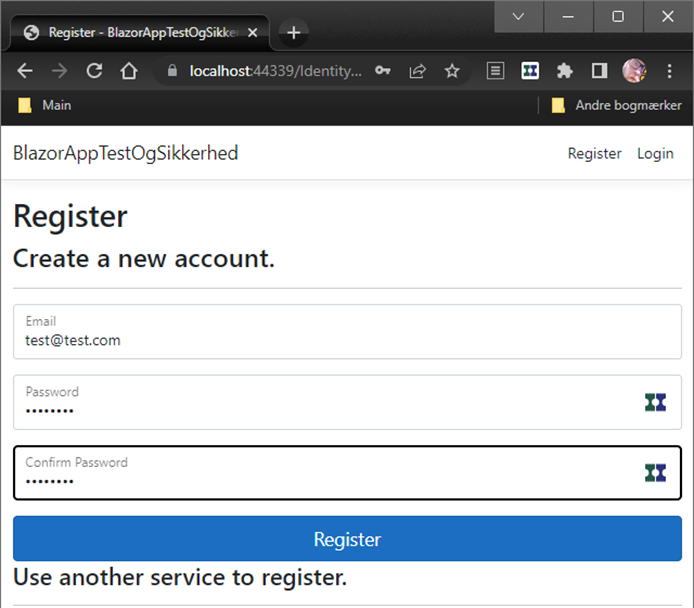 Register - BlazorAppTestOgSikke
localhost:44339/Identity...
Main
Andre bogmærker
BlazorAppTestOgSikkerhed
Register
Login
Register
Create a new account.
Email
test@test.com
Password
••••••••
Confirm Password
••••••••
Register
Use another service to register.